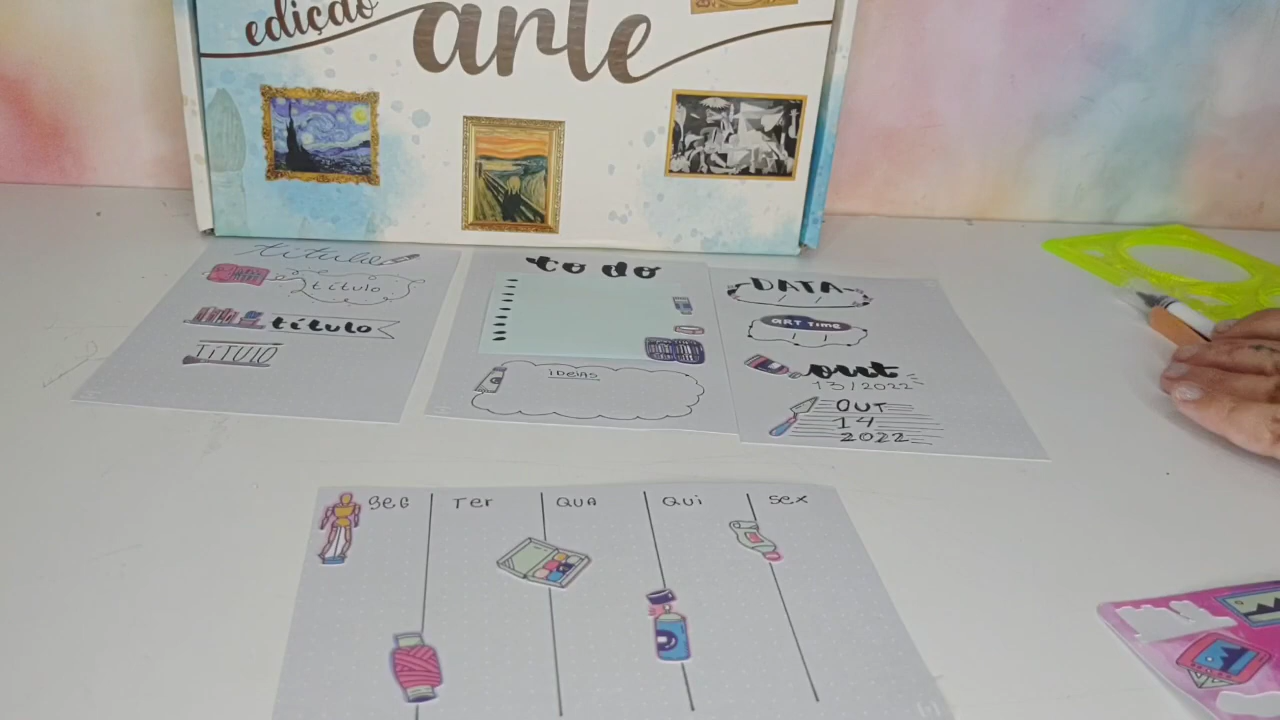 edição
arte
título
título
título
TÍTULO
to do
ideias
DATA
ART Time
out
13/2022
OUT
14
2022
SEG TER QUA QUI SEX